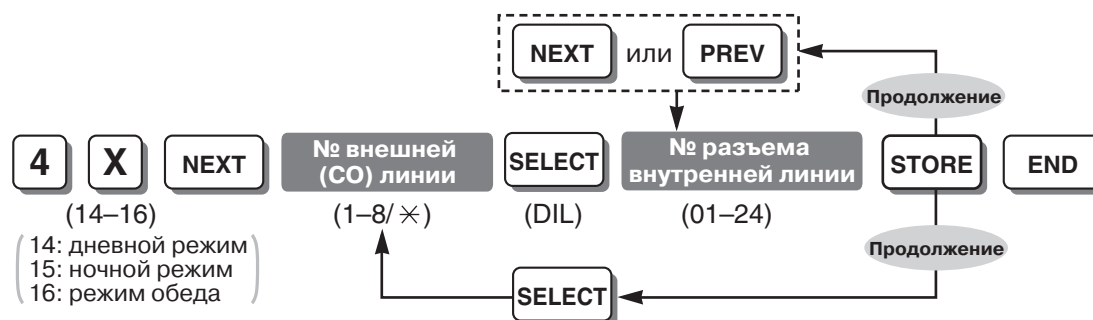 NEXT или PREV
Продолжение
4 X NEXT № внешней (CO) линии SELECT № разъема внутренней линии STORE END
(14–16) (1–8/✳) (DIL) (01–24)
14: дневной режим
15: ночной режим
16: режим обеда
Продолжение
SELECT